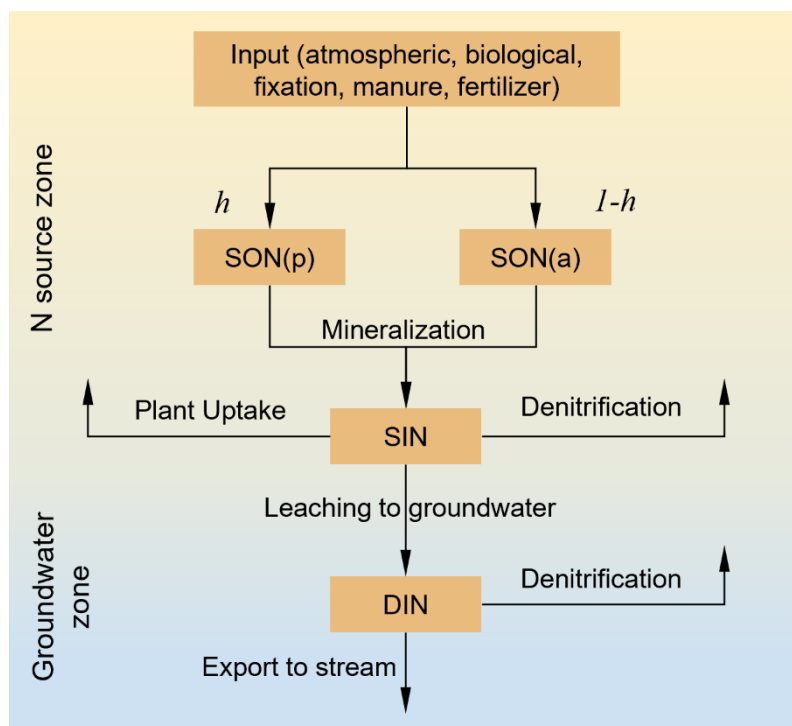 Input (atmospheric, biological,
fixation, manure, fertilizer)
N source zone
h
1-h
SON(p)
SON(a)
Mineralization
Plant Uptake
Denitrification
SIN
Leaching to groundwater
Groundwater
zone
Denitrification
DIN
Export to stream